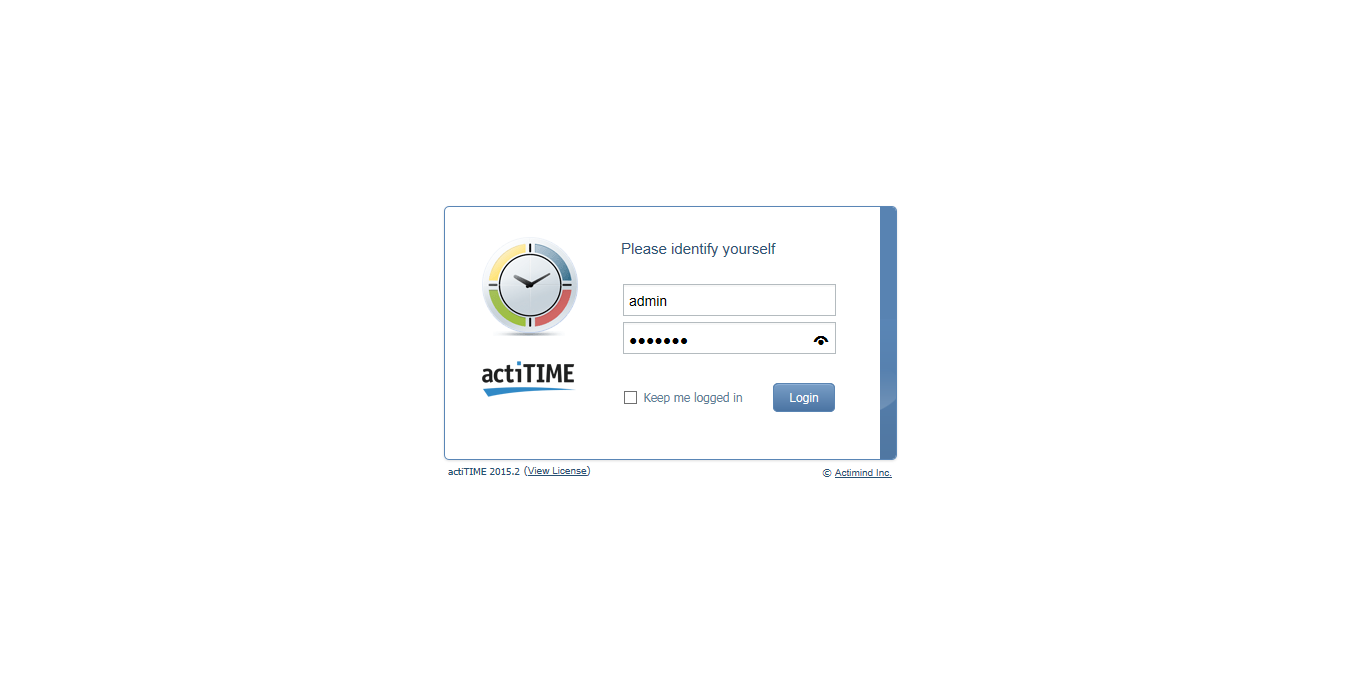 Please identify yourself
admin
•••••••
actiTIME
Keep me logged in
Login
actiTIME 2015.2 (View License)
© Actimind Inc.